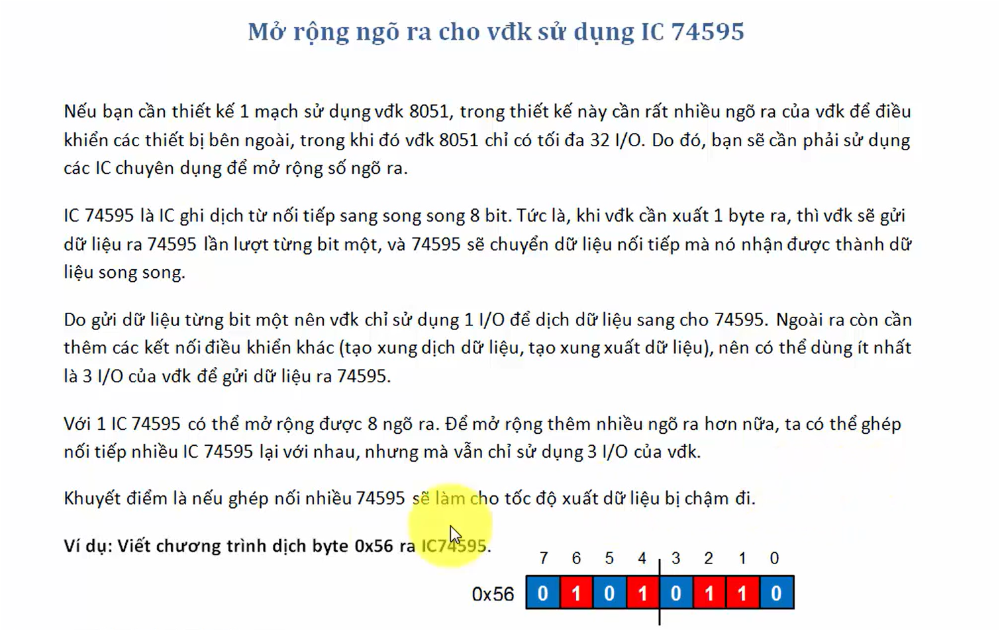 Mở rộng ngõ ra cho vđk sử dụng IC 74595
Nếu bạn cần thiết kế 1 mạch sử dụng vđk 8051, trong thiết kế này cần rất nhiều ngõ ra của vđk để điều
khiển các thiết bị bên ngoài, trong khi đó vđk 8051 chỉ có tối đa 32 I/O. Do đó, bạn sẽ cần phải sử dụng
các IC chuyên dụng để mở rộng số ngõ ra.
IC 74595 là IC ghi dịch từ nối tiếp sang song song 8 bit. Tức là, khi vđk cần xuất 1 byte ra, thì vđk sẽ gửi
dữ liệu ra 74595 lần lượt từng bit một, và 74595 sẽ chuyển dữ liệu nối tiếp mà nó nhận được thành dữ
liệu song song.
Do gửi dữ liệu từng bit một nên vđk chỉ sử dụng 1 I/O để dịch dữ liệu sang cho 74595. Ngoài ra còn cần
thêm các kết nối điều khiển khác (tạo xung dịch dữ liệu, tạo xung xuất dữ liệu), nên có thể dùng ít nhất
là 3 I/O của vđk để gửi dữ liệu ra 74595.
Với 1 IC 74595 có thể mở rộng được 8 ngõ ra. Để mở rộng thêm nhiều ngõ ra hơn nữa, ta có thể ghép
nối tiếp nhiều IC 74595 lại với nhau, nhưng mà vẫn chỉ sử dụng 3 I/O của vđk.
Khuyết điểm là nếu ghép nối nhiều 74595 sẽ làm cho tốc độ xuất dữ liệu bị chậm đi.
Ví dụ: Viết chương trình dịch byte 0x56 ra IC74595.
7 6 5 4 3 2 1 0
0x56 0 1 0 1 0 1 1 0